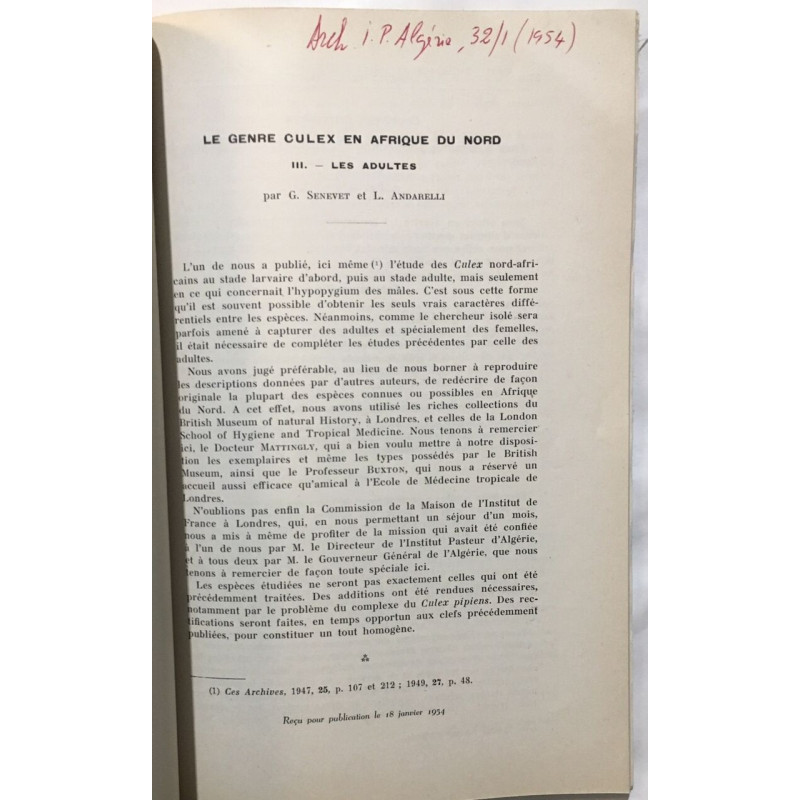 Arch I. P. Algérie, 32/1 (1954)
LE GENRE CULEX EN AFRIQUE DU NORD
III. — LES ADULTES
par G. SENEVET et L. ANDARELLI
L'un de nous a publié, ici même (1) l'étude des Culex nord-afri-
cains au stade larvaire d'abord, puis au stade adulte, mais seulement
en ce qui concernait l'hypopygium des mâles. C'est sous cette forme
qu'il est souvent possible d'obtenir les seuls vrais caractères diffé-
rentiels entre les espèces. Néanmoins, comme le chercheur isolé sera
parfois amené à capturer des adultes et spécialement des femelles,
il était nécessaire de compléter les études précédentes par celle des
adultes.
Nous avons jugé préférable, au lieu de nous borner à reproduire
les descriptions données par d'autres auteurs, de redécrire de façon
originale la plupart des espèces connues ou possibles en Afrique
du Nord. A cet effet, nous avons utilisé les riches collections du
British Museum of natural History, à Londres, et celles de la London
School of Hygiene and Tropical Medicine. Nous tenons à remercier
ici, le Docteur MATTINGLY, qui a bien voulu mettre à notre disposi-
tion les exemplaires et même les types possédés par le British
Museum, ainsi que le Professeur BUXTON, qui nous a réservé un
accueil aussi efficace qu'amical à l'Ecole de Médecine tropicale de
Londres.
N'oublions pas enfin la Commission de la Maison de l'Institut de
France à Londres, qui, en nous permettant un séjour d'un mois,
nous a mis à même de profiter de la mission qui avait été confiée
à l'un de nous par M. le Directeur de l'Institut Pasteur d'Algérie,
et à tous deux par M. le Gouverneur Général de l'Algérie, que nous
tenons à remercier de façon toute spéciale ici.
Les espèces étudiées ne seront pas exactement celles qui ont été
précédemment traitées. Des additions ont été rendues nécessaires,
notamment par le problème du complexe du Culex pipiens. Des rec-
tifications seront faites, en temps opportun aux clefs précédemment
publiées, pour constituer un tout homogène.
⁂
(1) Ces Archives, 1947, 25, p. 107 et 212 ; 1949, 27, p. 48.
Reçu pour publication le 18 janvier 1954